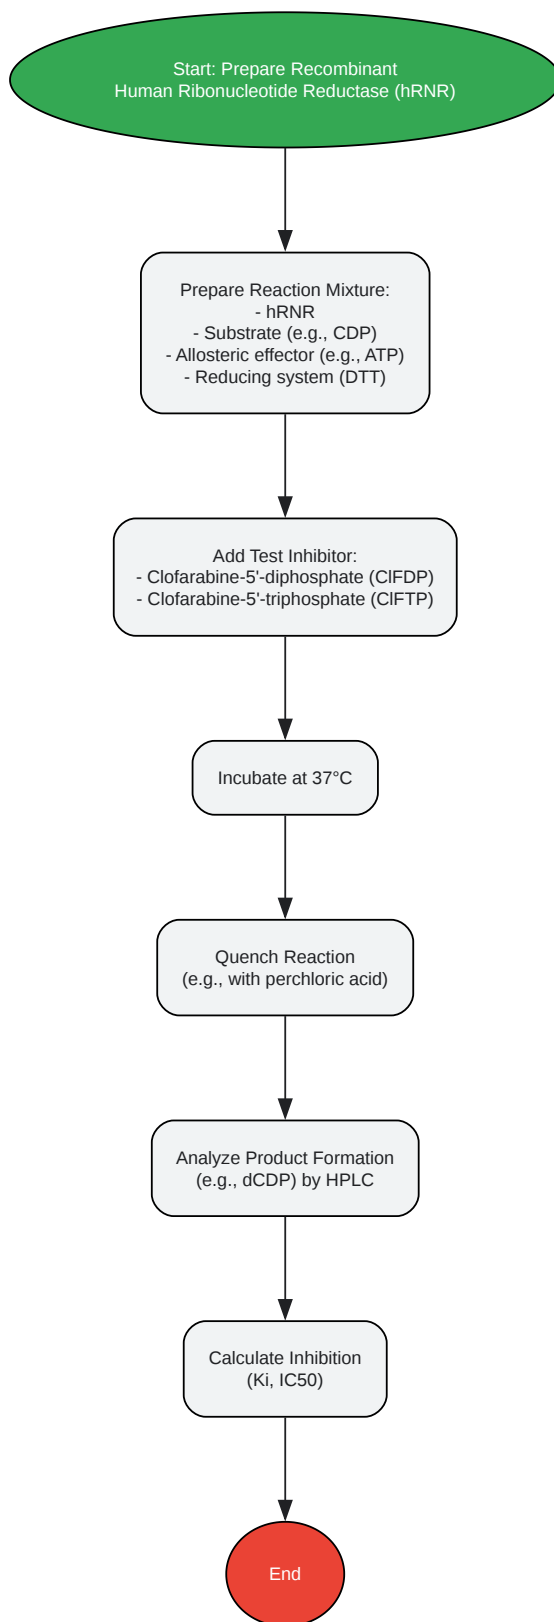 Start: Prepare Recombinant
Human Ribonucleotide Reductase (hRNR)
Prepare Reaction Mixture:
- hRNR
- Substrate (e.g., CDP)
- Allosteric effector (e.g., ATP)
- Reducing system (DTT)
Add Test Inhibitor:
- Clofarabine-5'-diphosphate (ClFDP)
- Clofarabine-5'-triphosphate (ClFTP)
Incubate at 37°C
Quench Reaction
(e.g., with perchloric acid)
Analyze Product Formation
(e.g., dCDP) by HPLC
Calculate Inhibition
(Ki, IC50)
End